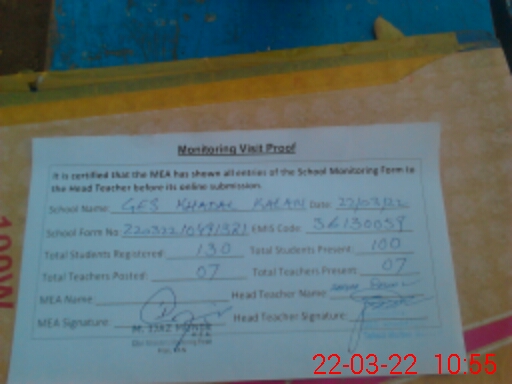 Monitoring Visit Proof
It is certified that the MEA has shown all entries of the School Monitoring Form to
the Head Teacher before its online submission.
School Name: GES KHADAL KALAN Date: 22/03/22
School Form No: EMIS Code: 36130059
Total Students Registered: 130 Total Students Present: 100
Total Teachers Posted: 07 Total Teachers Present: 07
MEA Name Head Teacher Name:
MEA Signature: Head Teacher Signature:
22-03-22 10:55
100W